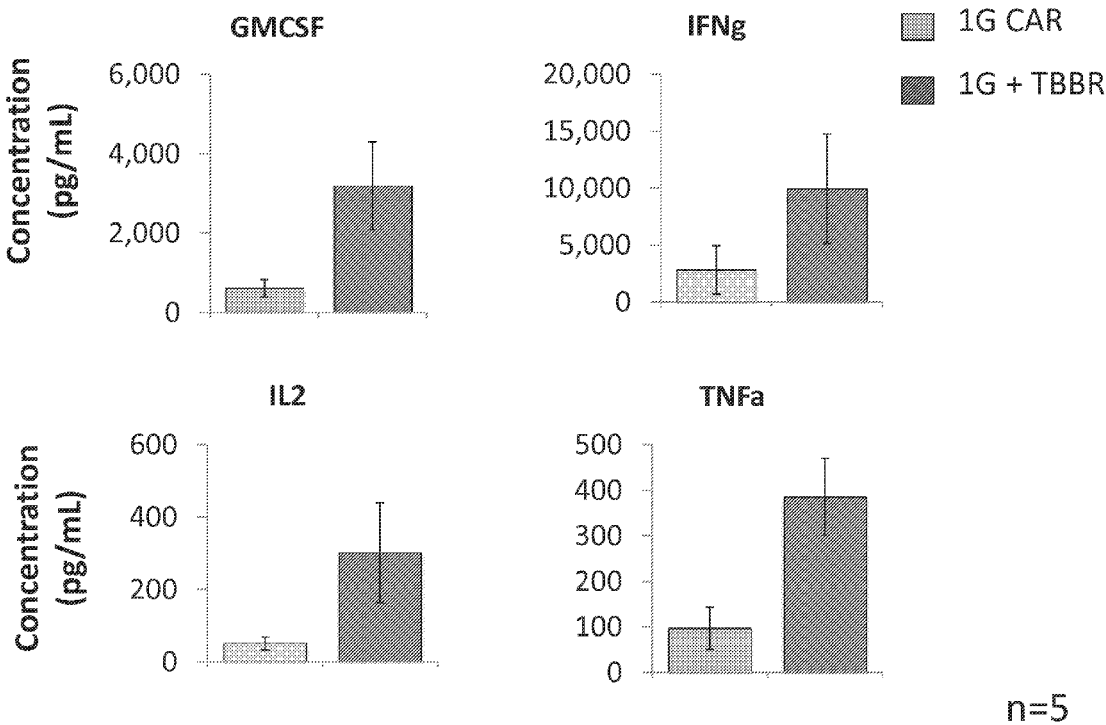 GMCSF
Concentration
(pg/mL)
6,000
4,000
2,000
0
IFNg
20,000
15,000
10,000
5,000
0
1G CAR
1G + TBBR
IL2
Concentration
(pg/mL)
600
400
200
0
TNFa
500
400
300
200
100
0
n=5